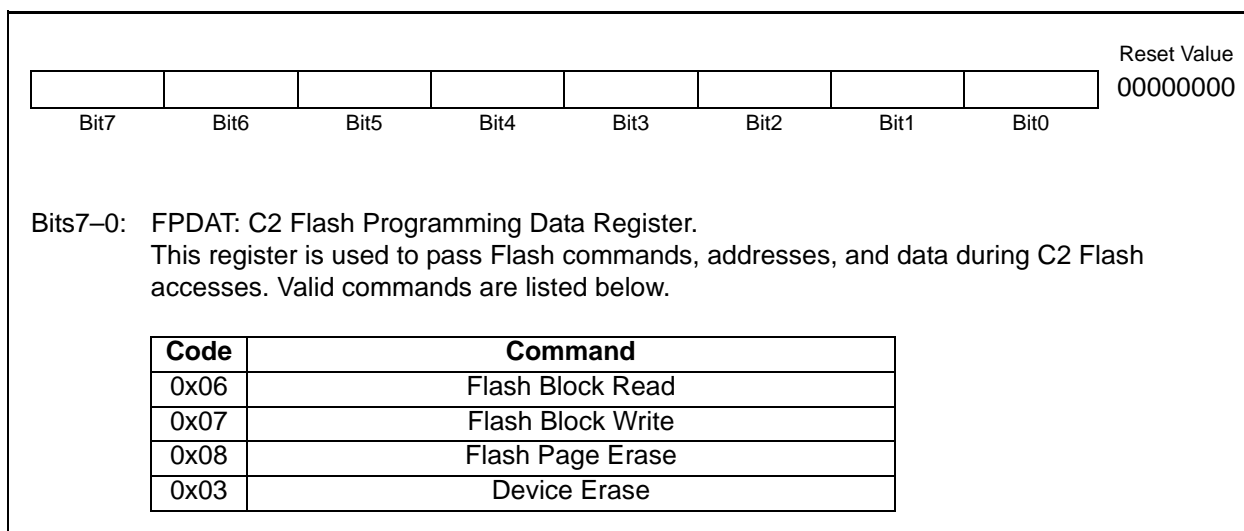 Reset Value
00000000
Bit7 Bit6 Bit5 Bit4 Bit3 Bit2 Bit1 Bit0
Bits7–0: FPDAT: C2 Flash Programming Data Register.
This register is used to pass Flash commands, addresses, and data during C2 Flash
accesses. Valid commands are listed below.
Code Command
0x06 Flash Block Read
0x07 Flash Block Write
0x08 Flash Page Erase
0x03 Device Erase